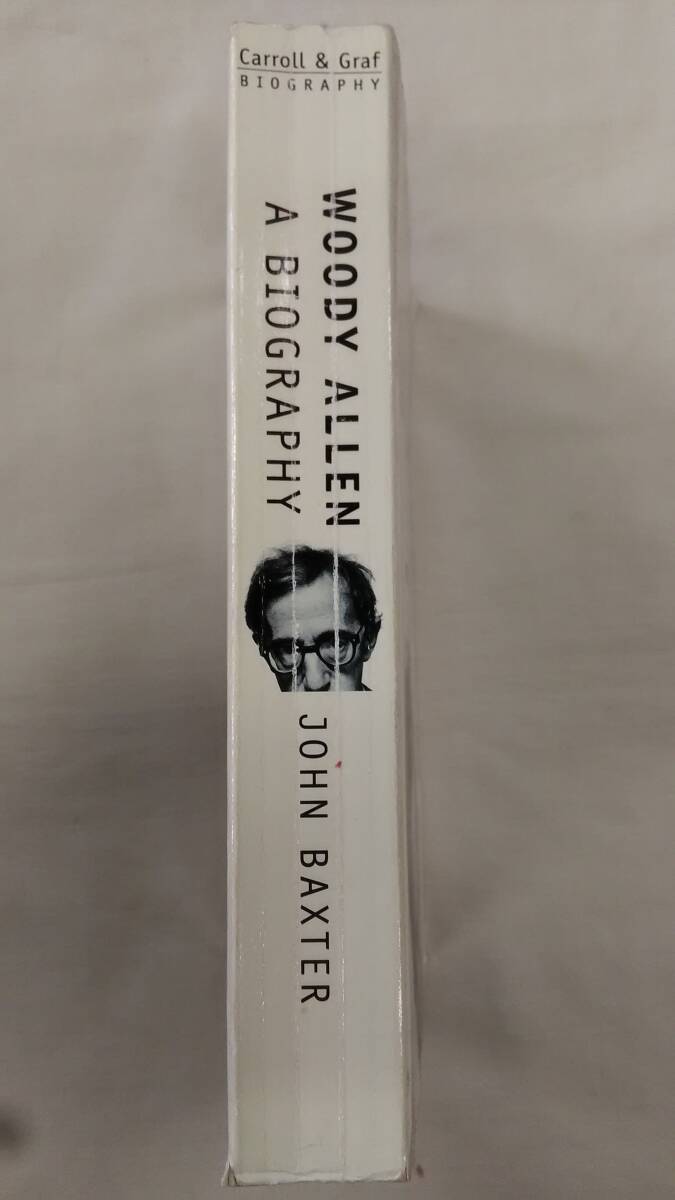 Carroll & Graf
BIOGRAPHY
WOODY ALLEN
A BIOGRAPHY
JOHN BAXTER